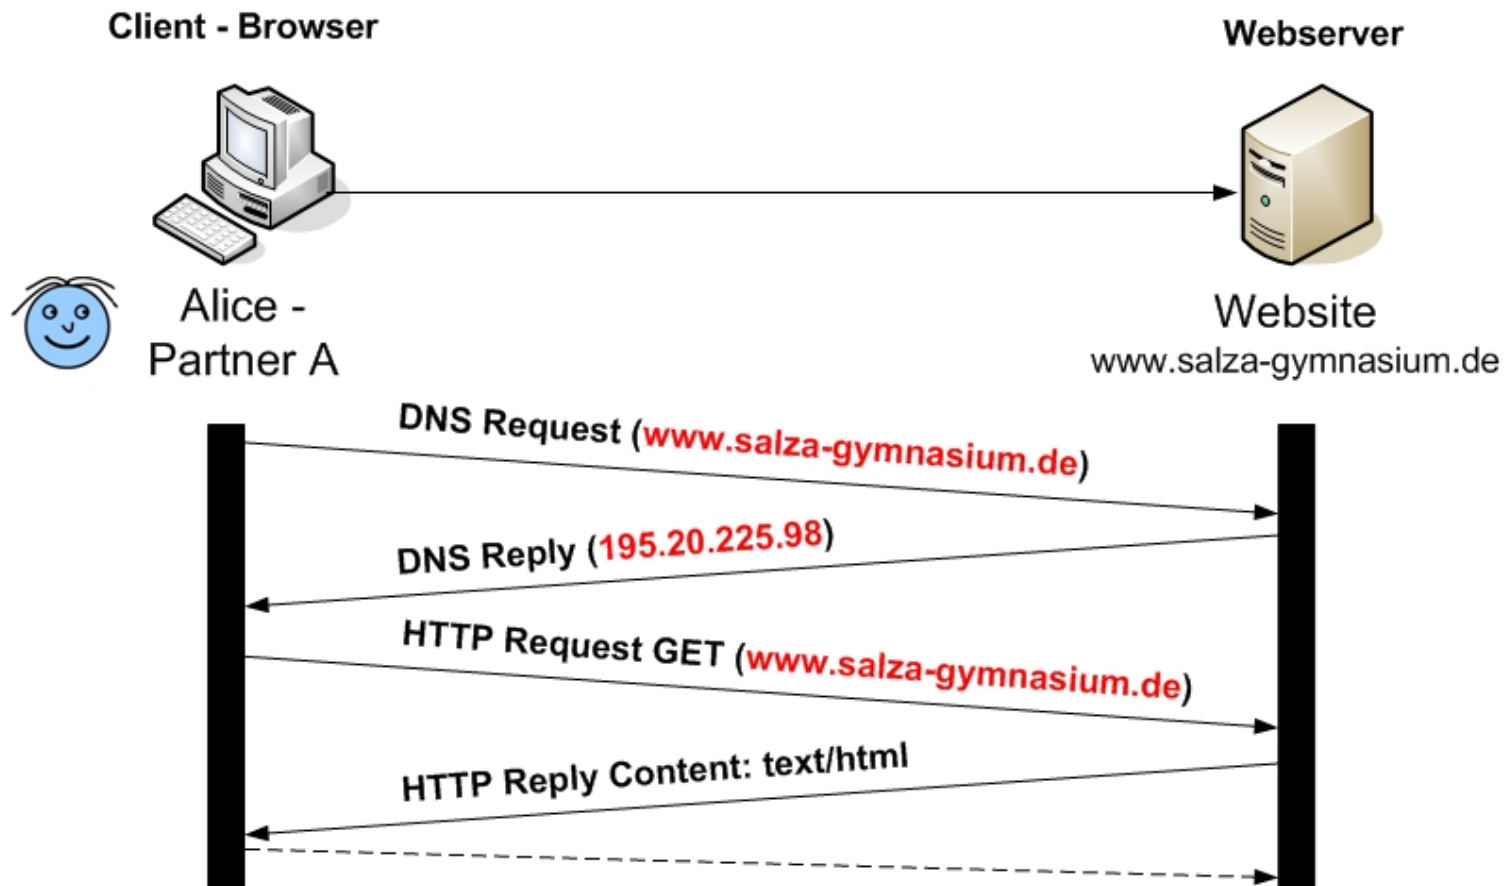 Client - Browser
Webserver
Alice -
Partner A
Website
www.salza-gymnasium.de
DNS Request (www.salza-gymnasium.de)
DNS Reply (195.20.225.98)
HTTP Request GET (www.salza-gymnasium.de)
HTTP Reply Content: text/html